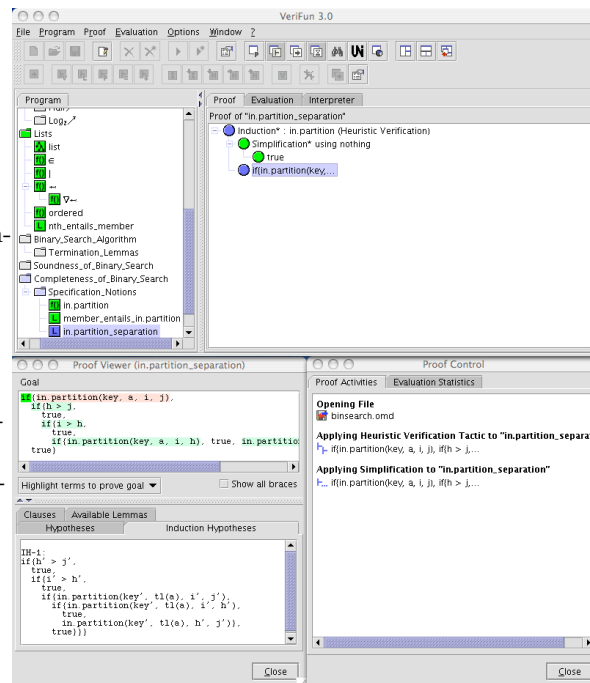 VeriFun 3.0
File Program Proof Evaluation Options Window ?
Program
Log₂↗
Lists
list
f() ∈
f() |
f()
f()
f() ordered
L nth_entails_member
Binary_Search_Algorithm
Termination_Lemmas
Soundness_of_Binary_Search
Completeness_of_Binary_Search
Specification_Notions
f() in.partition
L member_entails_in.partition
L in.partition_separation
Proof Evaluation Interpreter
Proof of "in.partition_separation"
Induction* : in.partition (Heuristic Verification)
Simplification* using nothing
true
if(in.partition(key,...
Proof Viewer (in.partition_separation)
Goal
if(in.partition(key, a, i, j),
if(h > j,
true,
if(i > h,
true,
if(in.partition(key, a, i, h), true, in.partitio
true)
Highlight terms to prove goal
Show all braces
Clauses Available Lemmas
Hypotheses Induction Hypotheses
IH-1:
if(h' > j',
true,
if(i' > h',
true,
if(in.partition(key', tl(a), i', j'),
if(in.partition(key', tl(a), i', h'),
true,
in.partition(key', tl(a), h', j')),
true)))
Close
Proof Control
Proof Activities Evaluation Statistics
Opening File
binsearch.omd
Applying Heuristic Verification Tactic to "in.partition_separa
if(in.partition(key, a, i, j), if(h > j,...
Applying Simplification to "in.partition_separation"
if(in.partition(key, a, i, j), if(h > j,...
Close